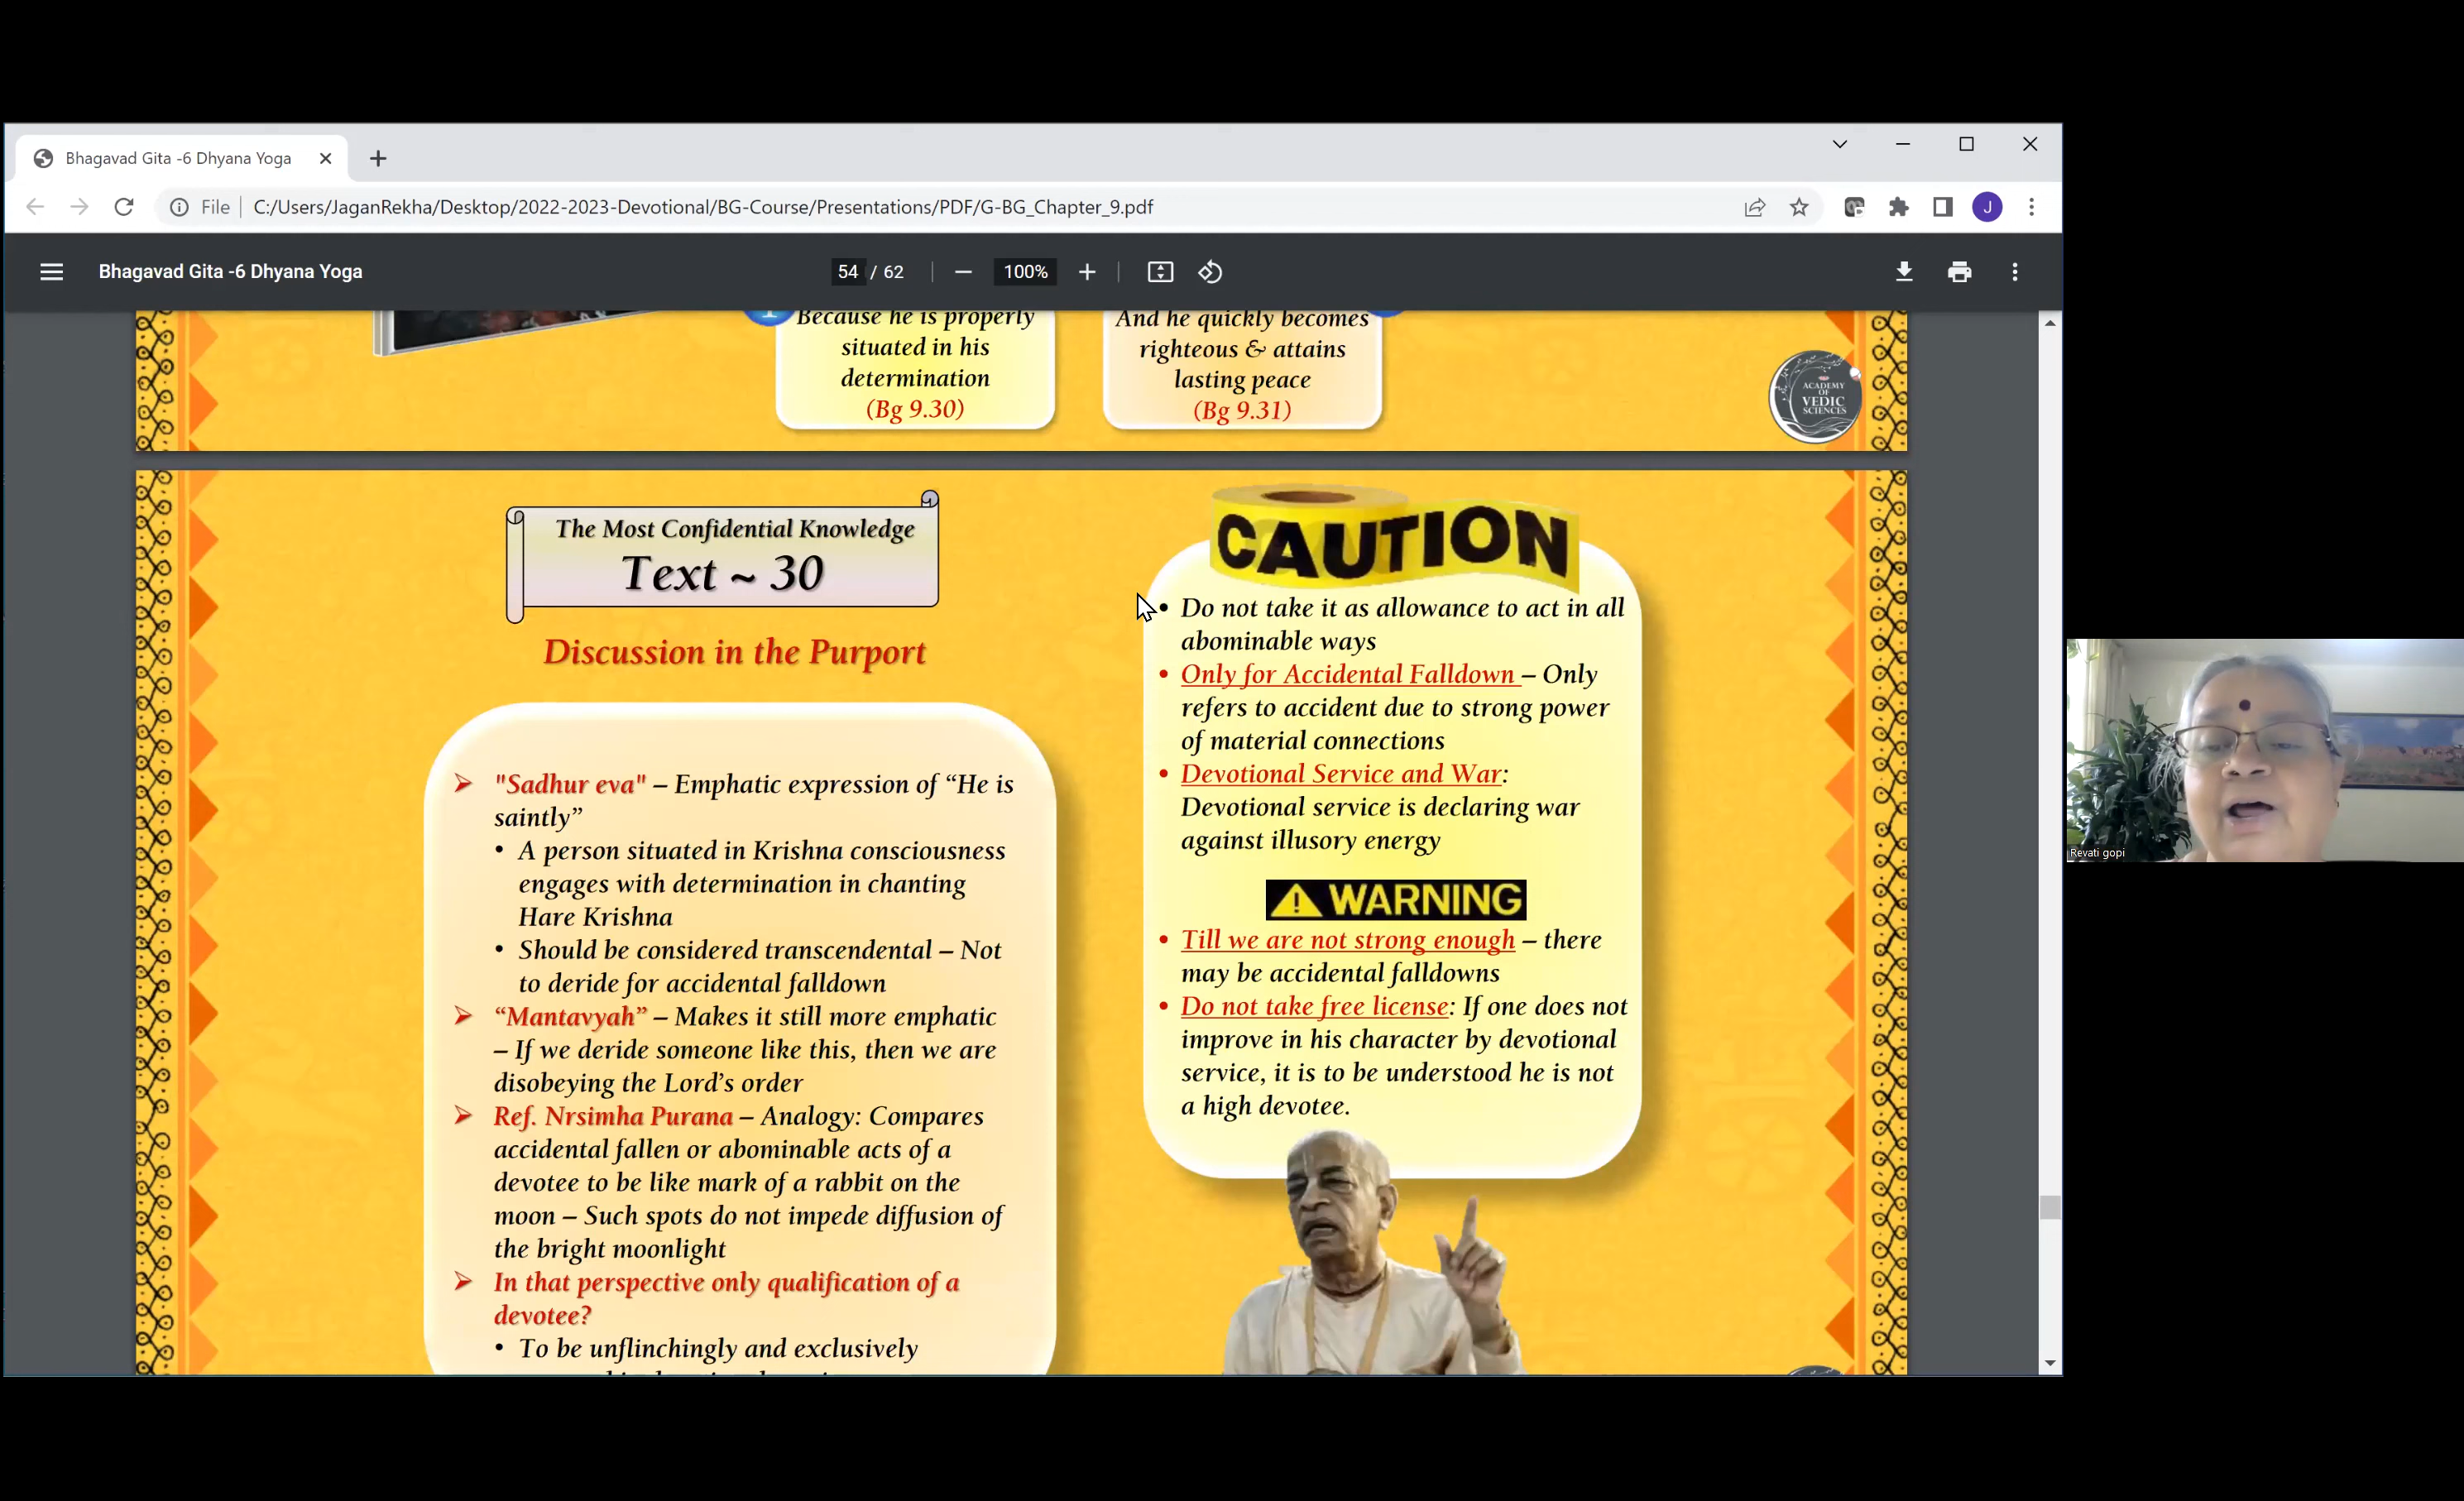 Bhagavad Gita -6 Dhyana Yoga
File
C:/Users/JaganRekha/Desktop/2022-2023-Devotional/BG-Course/Presentations/PDF/G-BG_Chapter_9.pdf
J
Bhagavad Gita -6 Dhyana Yoga
54 / 62
100%
Because he is properly
situated in his
determination
(Bg 9.30)
And he quickly becomes
righteous & attains
lasting peace
(Bg 9.31)
ACADEMY
OF
VEDIC
SCIENCES
The Most Confidential Knowledge
Text ~ 30
Discussion in the Purport
"Sadhur eva" – Emphatic expression of “He is
saintly”
• A person situated in Krishna consciousness
engages with determination in chanting
Hare Krishna
• Should be considered transcendental – Not
to deride for accidental falldown
“Mantavyah” – Makes it still more emphatic
– If we deride someone like this, then we are
disobeying the Lord’s order
Ref. Nrsimha Purana – Analogy: Compares
accidental fallen or abominable acts of a
devotee to be like mark of a rabbit on the
moon – Such spots do not impede diffusion of
the bright moonlight
In that perspective only qualification of a
devotee?
• To be unflinchingly and exclusively
CAUTION
• Do not take it as allowance to act in all
abominable ways
• Only for Accidental Falldown – Only
refers to accident due to strong power
of material connections
• Devotional Service and War:
Devotional service is declaring war
against illusory energy
WARNING
• Till we are not strong enough – there
may be accidental falldowns
• Do not take free license: If one does not
improve in his character by devotional
service, it is to be understood he is not
a high devotee.
Revati gopi